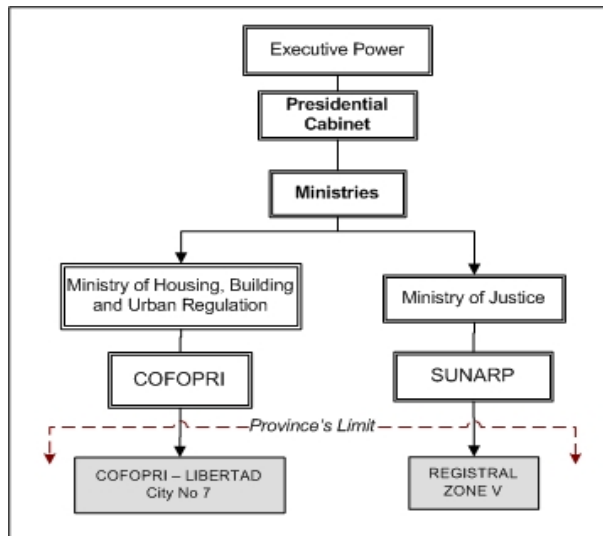 Executive Power
Presidential
Cabinet
Ministries
Ministry of Housing, Building
and Urban Regulation
Ministry of Justice
COFOPRI
SUNARP
Province's Limit
COFOPRI – LIBERTAD
City No 7
REGISTRAL
ZONE V